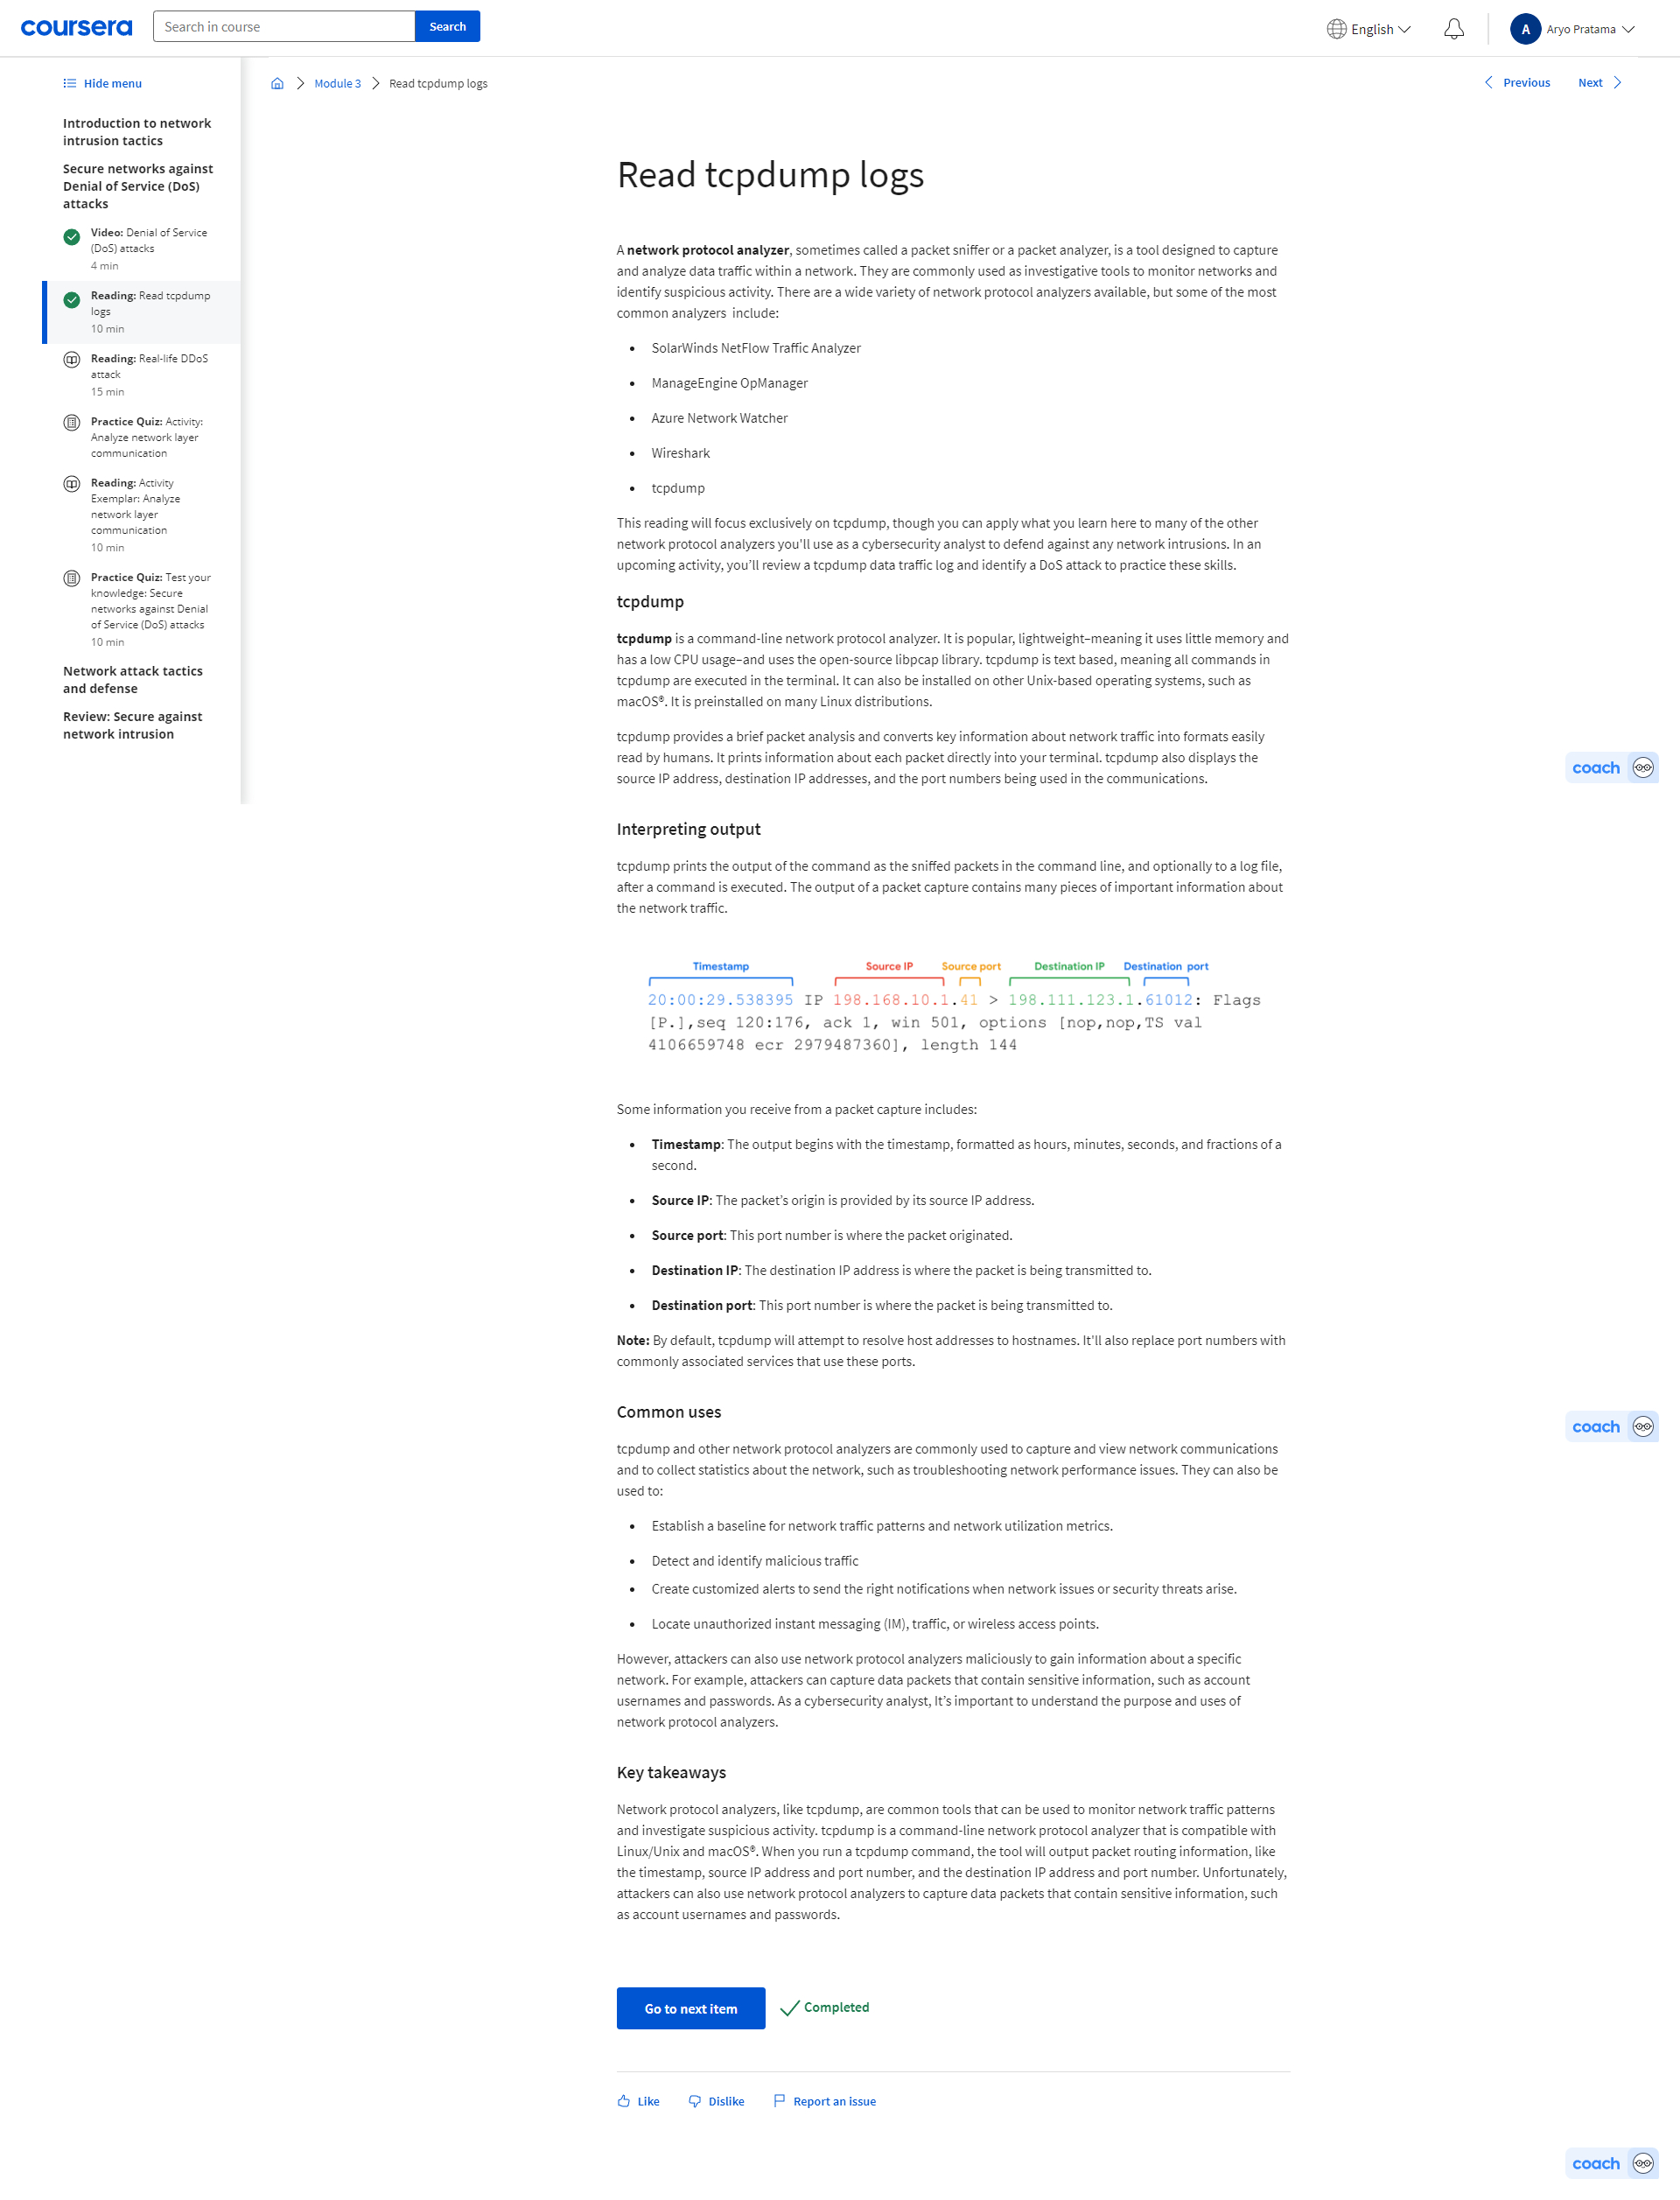 coursera
Search in course
Search
English
A
Aryo Pratama
Hide menu
Module 3
Read tcpdump logs
Previous
Next
Introduction to network
intrusion tactics
Secure networks against
Denial of Service (DoS)
attacks
Video: Denial of Service
(DoS) attacks
4 min
Reading: Read tcpdump
logs
10 min
Reading: Real-life DDoS
attack
15 min
Practice Quiz: Activity:
Analyze network layer
communication
Reading: Activity
Exemplar: Analyze
network layer
communication
10 min
Practice Quiz: Test your
knowledge: Secure
networks against Denial
of Service (DoS) attacks
10 min
Network attack tactics
and defense
Review: Secure against
network intrusion
Read tcpdump logs
A network protocol analyzer, sometimes called a packet sniffer or a packet analyzer, is a tool designed to capture
and analyze data traffic within a network. They are commonly used as investigative tools to monitor networks and
identify suspicious activity. There are a wide variety of network protocol analyzers available, but some of the most
common analyzers  include:
• SolarWinds NetFlow Traffic Analyzer
• ManageEngine OpManager
• Azure Network Watcher
• Wireshark
• tcpdump
This reading will focus exclusively on tcpdump, though you can apply what you learn here to many of the other
network protocol analyzers you'll use as a cybersecurity analyst to defend against any network intrusions. In an
upcoming activity, you’ll review a tcpdump data traffic log and identify a DoS attack to practice these skills.
tcpdump
tcpdump is a command-line network protocol analyzer. It is popular, lightweight–meaning it uses little memory and
has a low CPU usage–and uses the open-source libpcap library. tcpdump is text based, meaning all commands in
tcpdump are executed in the terminal. It can also be installed on other Unix-based operating systems, such as
macOS®. It is preinstalled on many Linux distributions.
tcpdump provides a brief packet analysis and converts key information about network traffic into formats easily
read by humans. It prints information about each packet directly into your terminal. tcpdump also displays the
source IP address, destination IP addresses, and the port numbers being used in the communications.
coach
Interpreting output
tcpdump prints the output of the command as the sniffed packets in the command line, and optionally to a log file,
after a command is executed. The output of a packet capture contains many pieces of important information about
the network traffic.
Timestamp Source IP Source port Destination IP Destination port
20:00:29.538395 IP 198.168.10.1.41 > 198.111.123.1.61012: Flags
[P.],seq 120:176, ack 1, win 501, options [nop,nop,TS val
4106659748 ecr 2979487360], length 144
Some information you receive from a packet capture includes:
• Timestamp: The output begins with the timestamp, formatted as hours, minutes, seconds, and fractions of a
second.
• Source IP: The packet’s origin is provided by its source IP address.
• Source port: This port number is where the packet originated.
• Destination IP: The destination IP address is where the packet is being transmitted to.
• Destination port: This port number is where the packet is being transmitted to.
Note: By default, tcpdump will attempt to resolve host addresses to hostnames. It'll also replace port numbers with
commonly associated services that use these ports.
Common uses
coach
tcpdump and other network protocol analyzers are commonly used to capture and view network communications
and to collect statistics about the network, such as troubleshooting network performance issues. They can also be
used to:
• Establish a baseline for network traffic patterns and network utilization metrics.
• Detect and identify malicious traffic
• Create customized alerts to send the right notifications when network issues or security threats arise.
• Locate unauthorized instant messaging (IM), traffic, or wireless access points.
However, attackers can also use network protocol analyzers maliciously to gain information about a specific
network. For example, attackers can capture data packets that contain sensitive information, such as account
usernames and passwords. As a cybersecurity analyst, It’s important to understand the purpose and uses of
network protocol analyzers.
Key takeaways
Network protocol analyzers, like tcpdump, are common tools that can be used to monitor network traffic patterns
and investigate suspicious activity. tcpdump is a command-line network protocol analyzer that is compatible with
Linux/Unix and macOS®. When you run a tcpdump command, the tool will output packet routing information, like
the timestamp, source IP address and port number, and the destination IP address and port number. Unfortunately,
attackers can also use network protocol analyzers to capture data packets that contain sensitive information, such
as account usernames and passwords.
Go to next item
Completed
Like
Dislike
Report an issue
coach